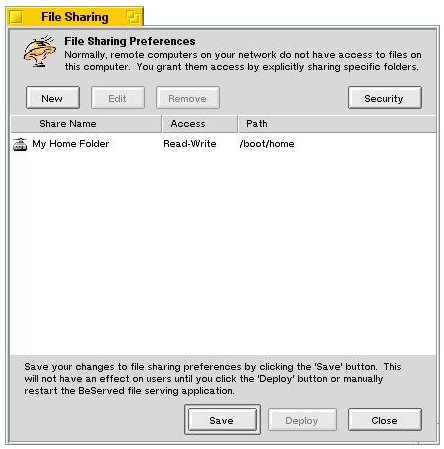 File Sharing
File Sharing Preferences
Normally, remote computers on your network do not have access to files on
this computer. You grant them access by explicitly sharing specific folders.
New Edit Remove Security
Share Name Access Path
My Home Folder Read-Write /boot/home
Save your changes to file sharing preferences by clicking the 'Save' button. This
will not have an effect on users until you click the 'Deploy' button or manually
restart the BeServed file serving application.
Save Deploy Close